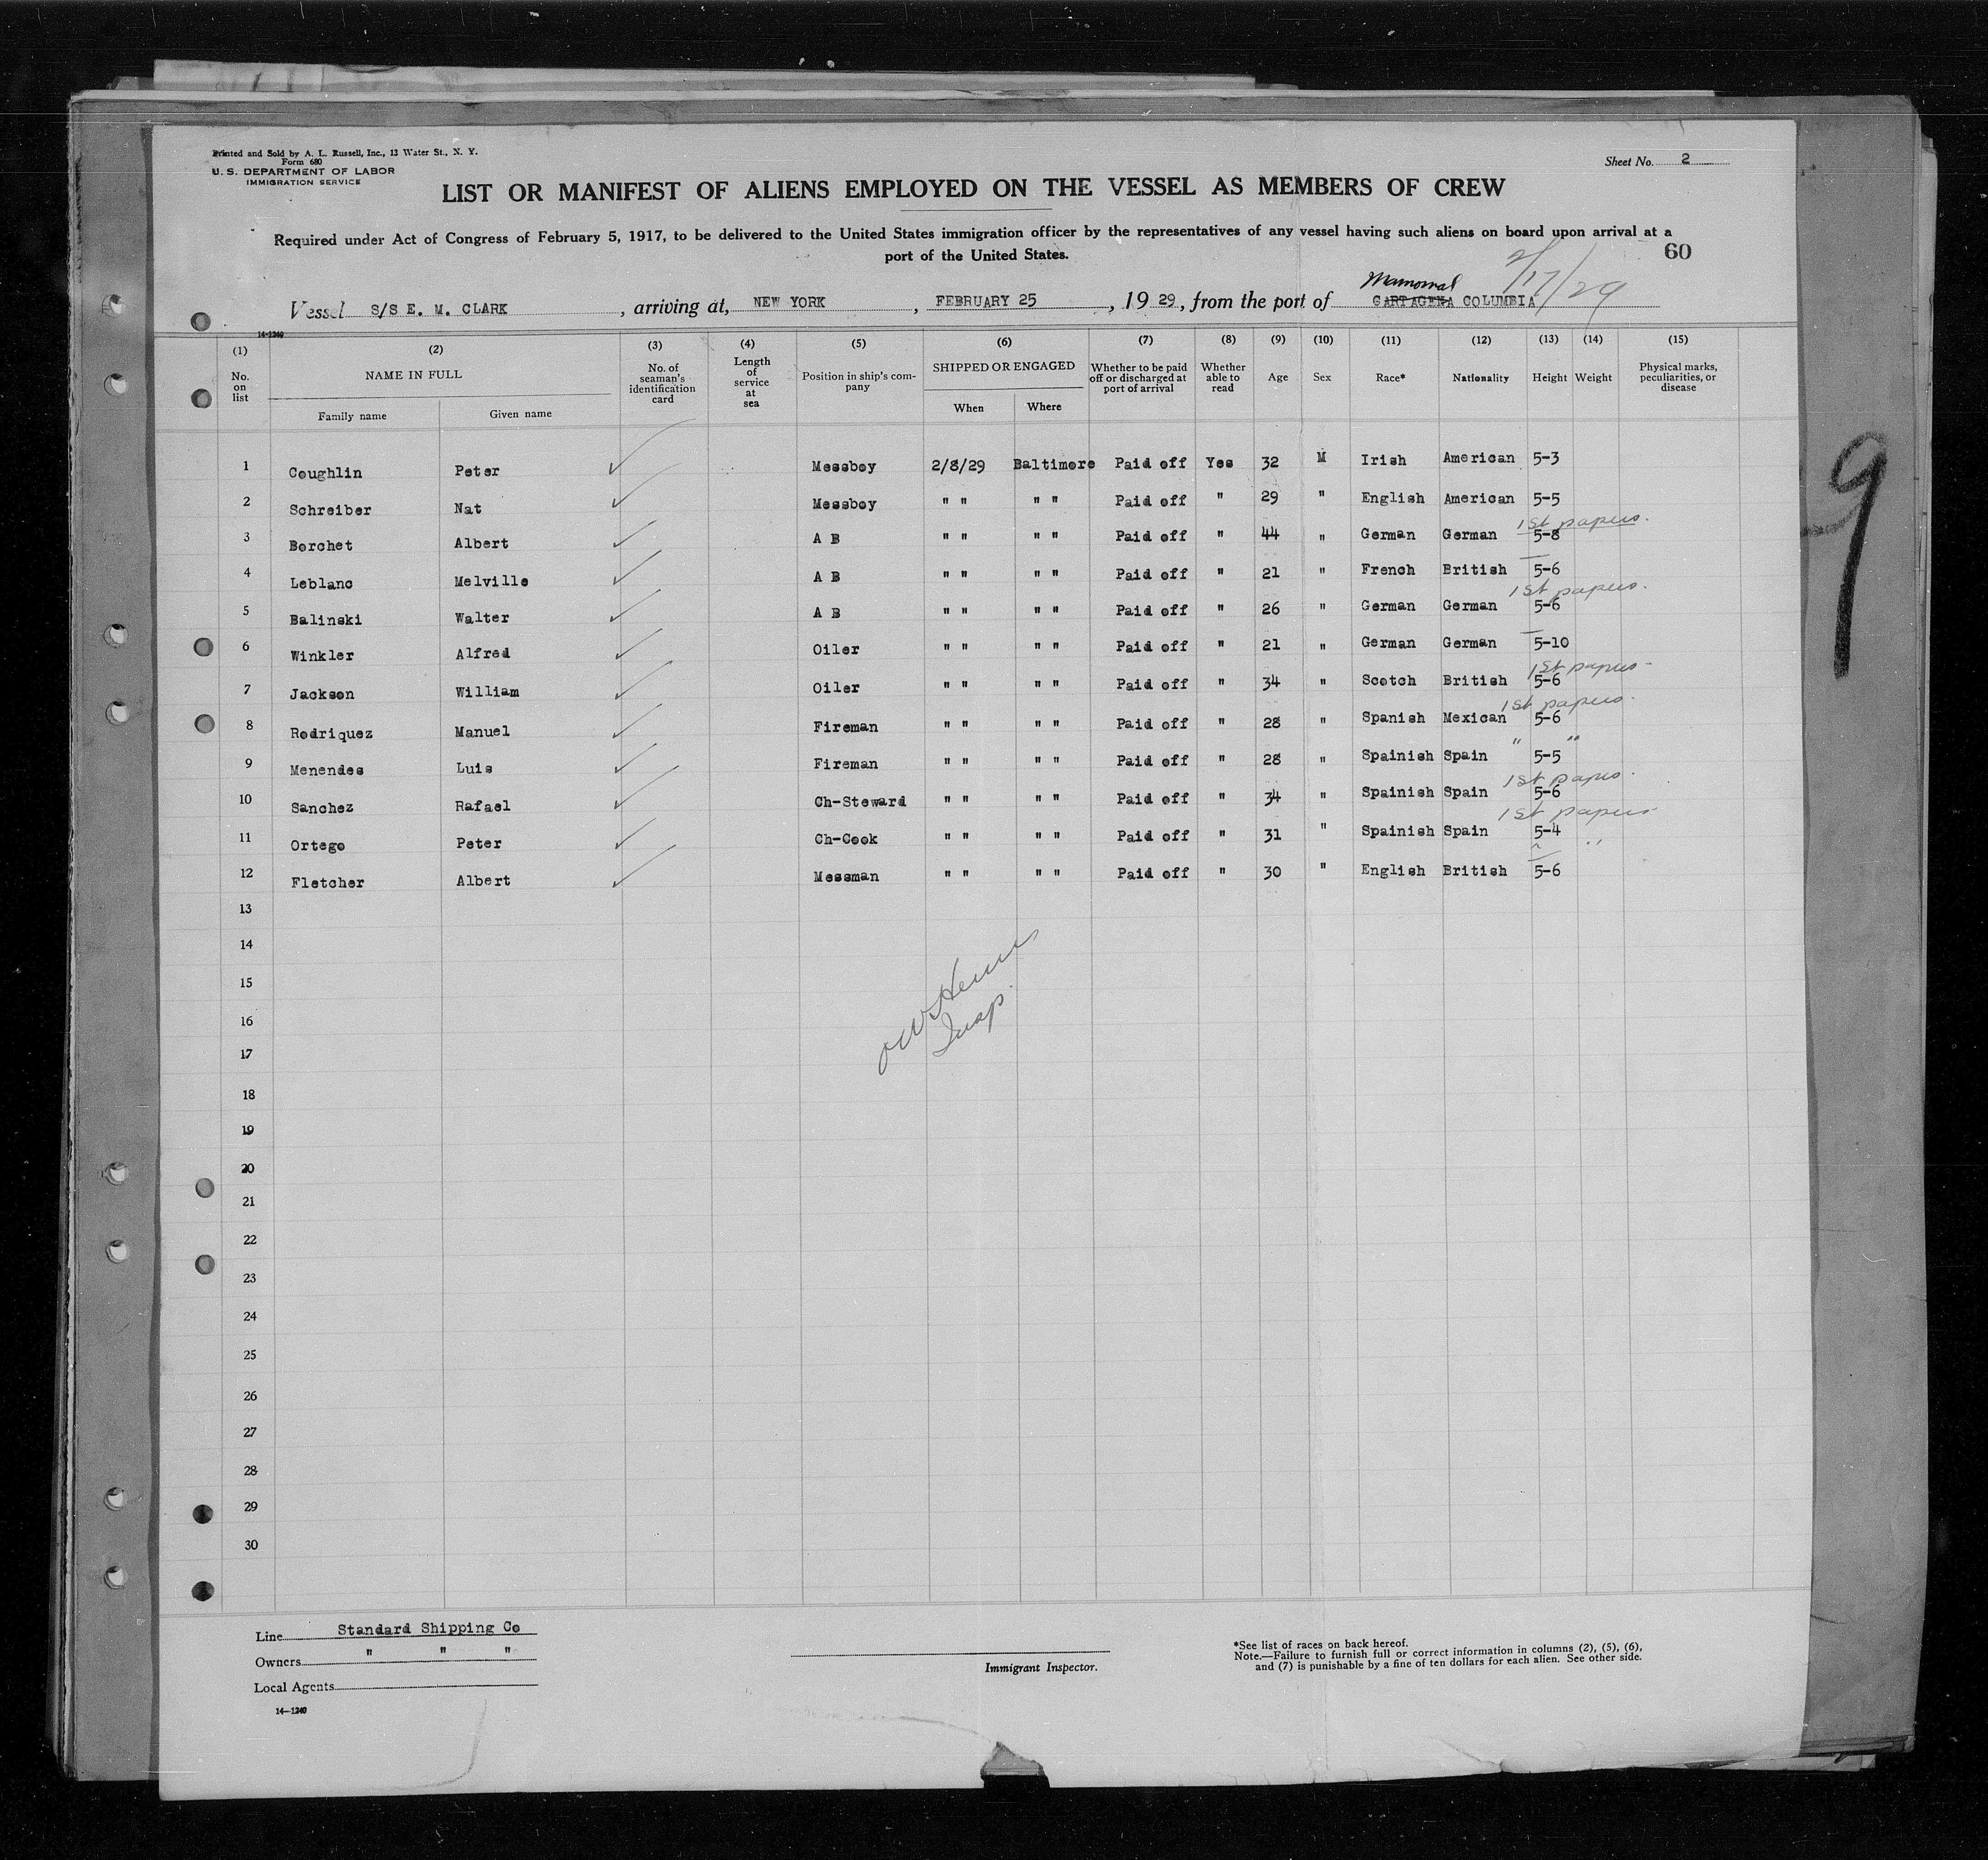 Printed and Sold by A. L. Russell, Inc., 13 Water St., N. Y.
Form 680
U. S. DEPARTMENT OF LABOR
IMMIGRATION SERVICE
Sheet No. 2
LIST OR MANIFEST OF ALIENS EMPLOYED ON THE VESSEL AS MEMBERS OF CREW
Required under Act of Congress of February 5, 1917, to be delivered to the United States immigration officer by the representatives of any vessel having such aliens on board upon arrival at a
port of the United States.
60
Mamonal 2/17/29
Vessel S/S E. M. CLARK, arriving at, NEW YORK, FEBRUARY 25, 1929, from the port of CARTAGENA COLUMBIA
14-1240
(1) (2) (3) (4) (5) (6) (7) (8) (9) (10) (11) (12) (13) (14) (15)
No. on list NAME IN FULL Family name Given name No. of seaman's identification card Length of service at sea Position in ship's company SHIPPED OR ENGAGED When Where Whether to be paid off or discharged at port of arrival Whether able to read Age Sex Race* Nationality Height Weight Physical marks, peculiarities, or disease
1 Coughlin Peter Messboy 2/8/29 Baltimore Paid off Yes 32 M Irish American 5-3
2 Schreiber Nat Messboy " " " " Paid off " 29 " English American 5-5
1st papers.
3 Borchet Albert A B " " " " Paid off " 44 " German German 5-8
4 Leblanc Melville A B " " " " Paid off " 21 " French British 5-6
1st papers.
5 Balinski Walter A B " " " " Paid off " 26 " German German 5-6
6 Winkler Alfred Oiler " " " " Paid off " 21 " German German 5-10
1st papers
7 Jackson William Oiler " " " " Paid off " 34 " Scotch British 5-6
1st papers.
8 Rodriquez Manuel Fireman " " " " Paid off " 28 " Spanish Mexican 5-6
" "
9 Menendes Luis Fireman " " " " Paid off " 28 " Spainish Spain 5-5
1st papers.
10 Sanchez Rafael Ch-Steward " " " " Paid off " 34 " Spainish Spain 5-6
1st papers
11 Ortego Peter Ch-Cook " " " " Paid off " 31 " Spainish Spain 5-4
" "
12 Fletcher Albert Messman " " " " Paid off " 30 " English British 5-6
13
14
15
16
17
18
19
20
21
22
23
24
25
26
27
28
29
30
Insp.
9
Line Standard Shipping Co
Owners " " "
Local Agents
14-1240
Immigrant Inspector.
*See list of races on back hereof.
Note.—Failure to furnish full or correct information in columns (2), (5), (6),
and (7) is punishable by a fine of ten dollars for each alien. See other side.